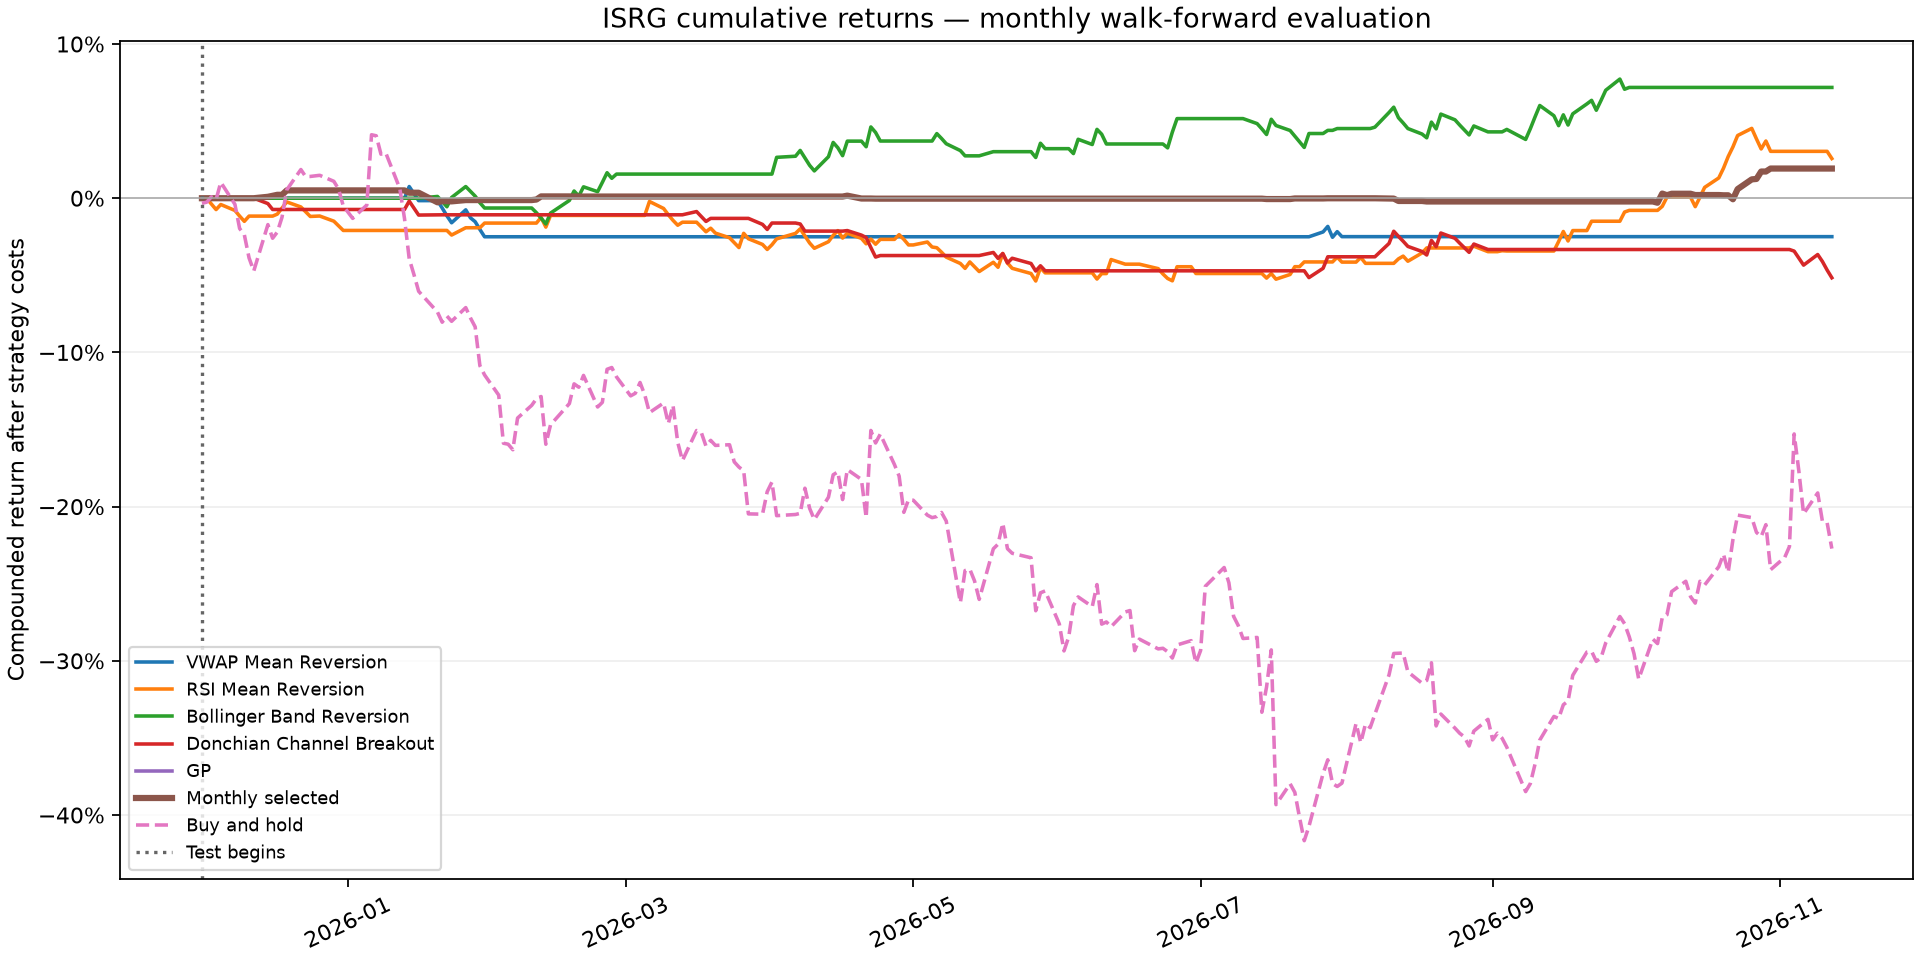 ISRG cumulative returns — monthly walk-forward evaluation
Compounded return after strategy costs
10%
0%
−10%
−20%
−30%
−40%
VWAP Mean Reversion
RSI Mean Reversion
Bollinger Band Reversion
Donchian Channel Breakout
GP
Monthly selected
Buy and hold
Test begins
2026-01
2026-03
2026-05
2026-07
2026-09
2026-11